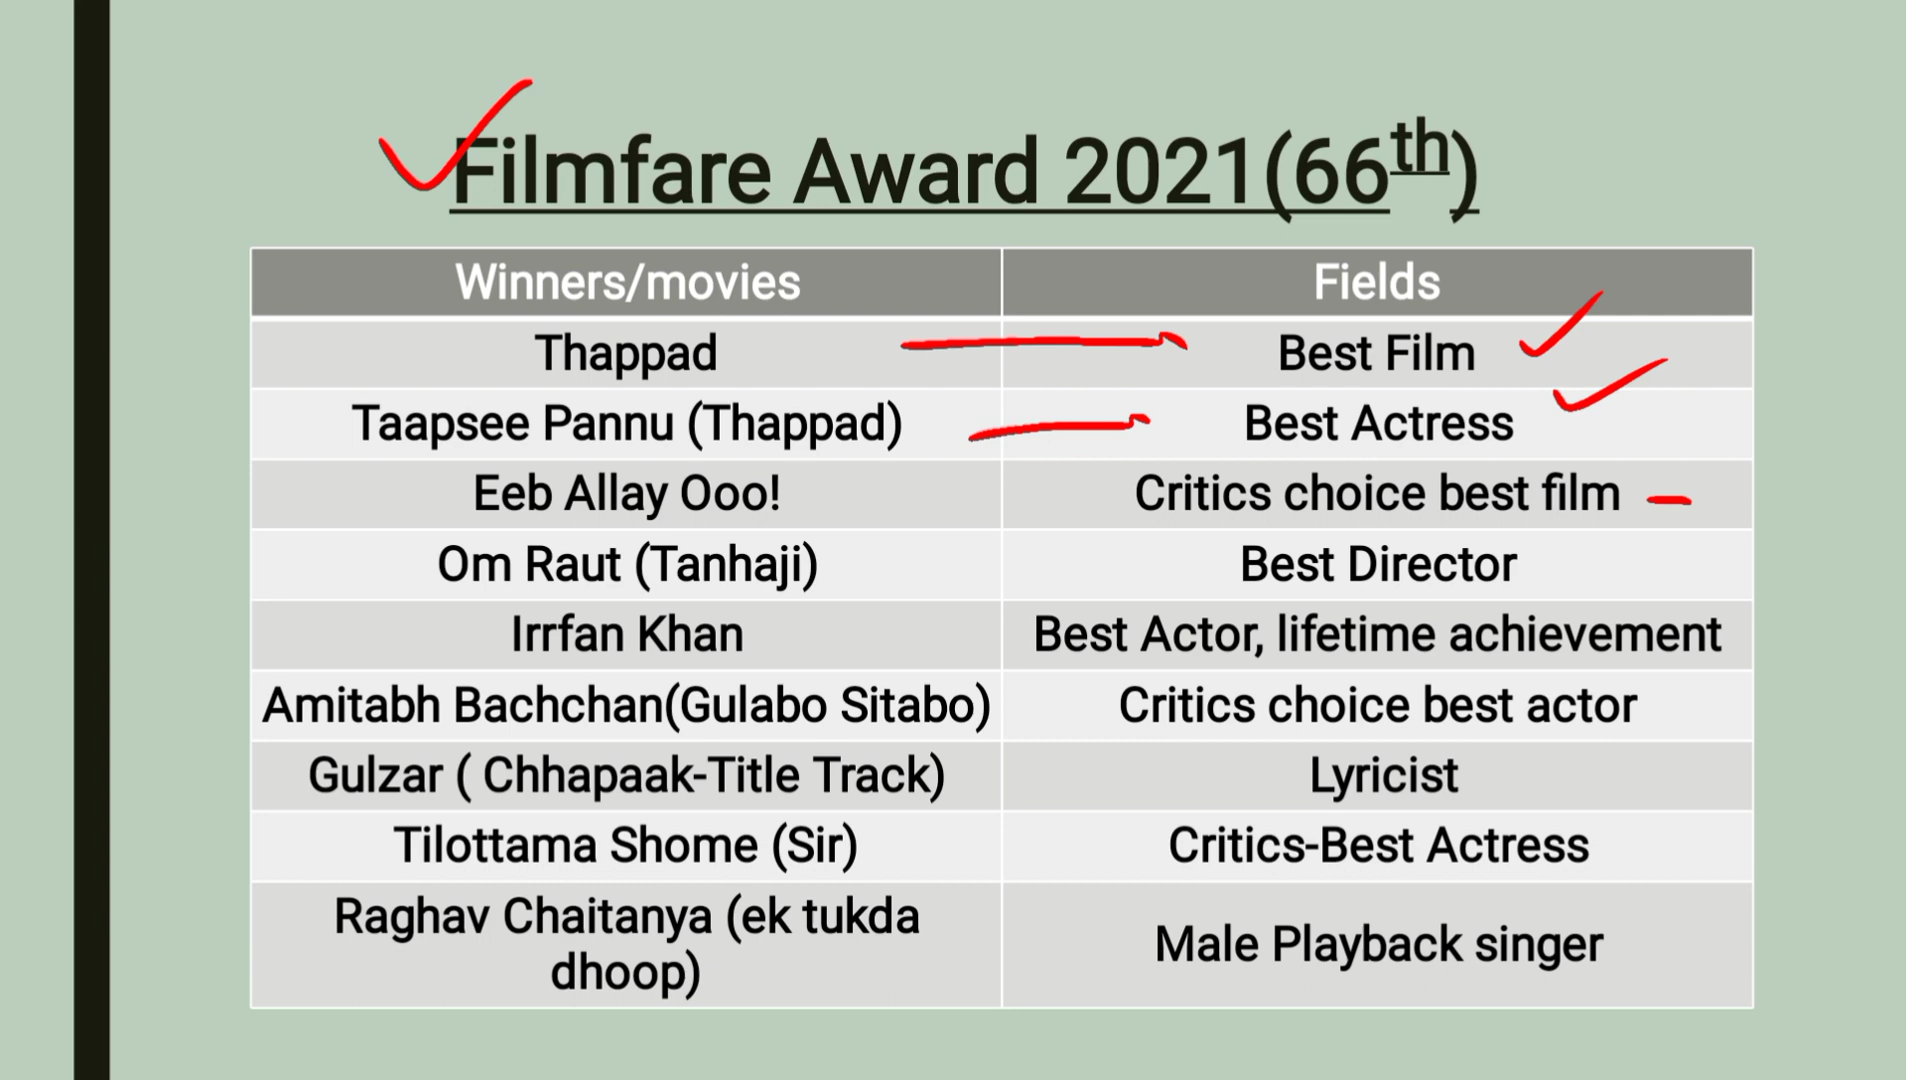 Filmfare Award 2021(66th)
Winners/movies Fields
Thappad Best Film
Taapsee Pannu (Thappad) Best Actress
Eeb Allay Ooo! Critics choice best film
Om Raut (Tanhaji) Best Director
Irrfan Khan Best Actor, lifetime achievement
Amitabh Bachchan(Gulabo Sitabo) Critics choice best actor
Gulzar ( Chhapaak-Title Track) Lyricist
Tilottama Shome (Sir) Critics-Best Actress
Raghav Chaitanya (ek tukda
dhoop) Male Playback singer